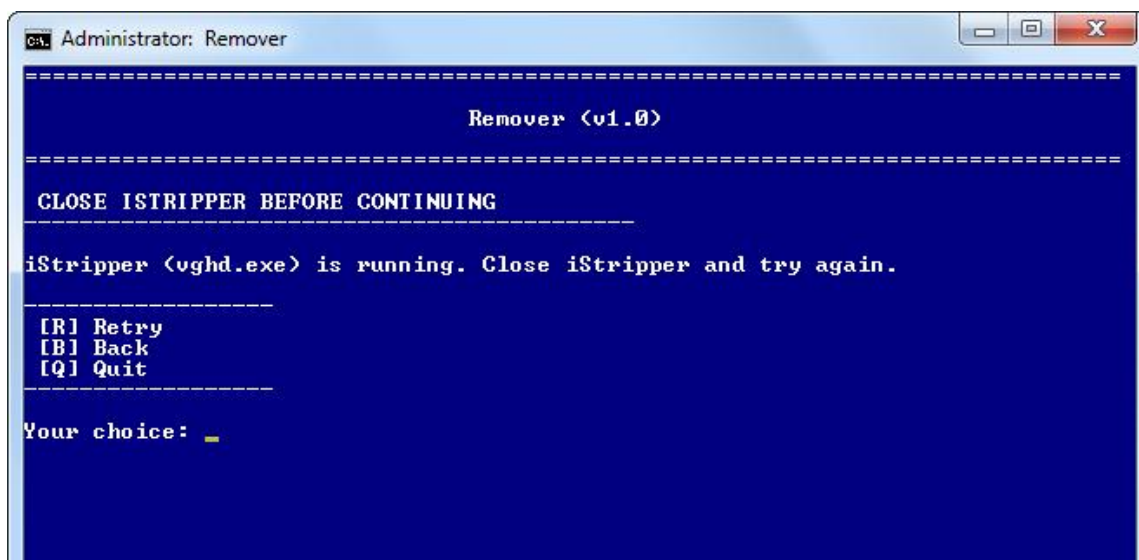 Administrator: Remover
===============================================================================
Remover (v1.0)
===============================================================================
CLOSE ISTRIPPER BEFORE CONTINUING
--------------------------------------------
iStripper (vghd.exe) is running. Close iStripper and try again.
------------------
[R] Retry
[B] Back
[Q] Quit
------------------
Your choice: _